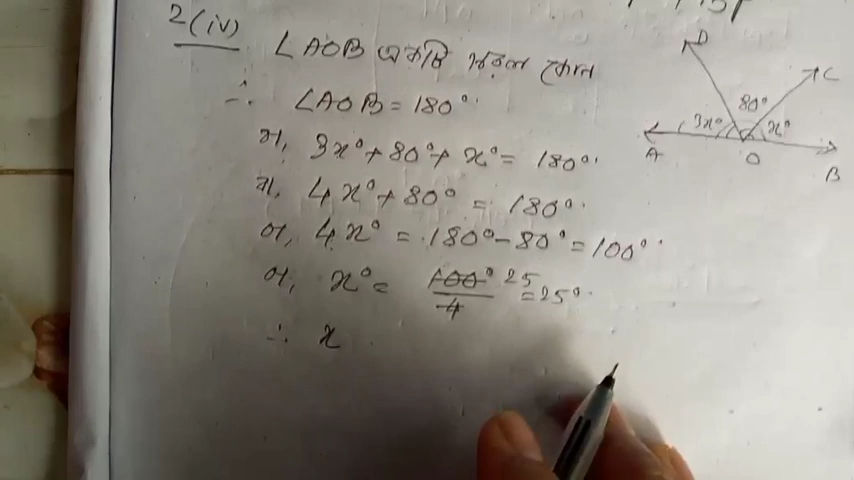 2(iv)
∠AOB একটি সরল কোণ
∴ ∠AOB = 180°.
বা, 3x° + 80° + x° = 180°.
বা, 4x° + 80° = 180°.
বা, 4x° = 180° - 80° = 100°.
বা, x° = 100°/4 25 = 25°.
∴ x
D
C
80°
3x° x°
A O B